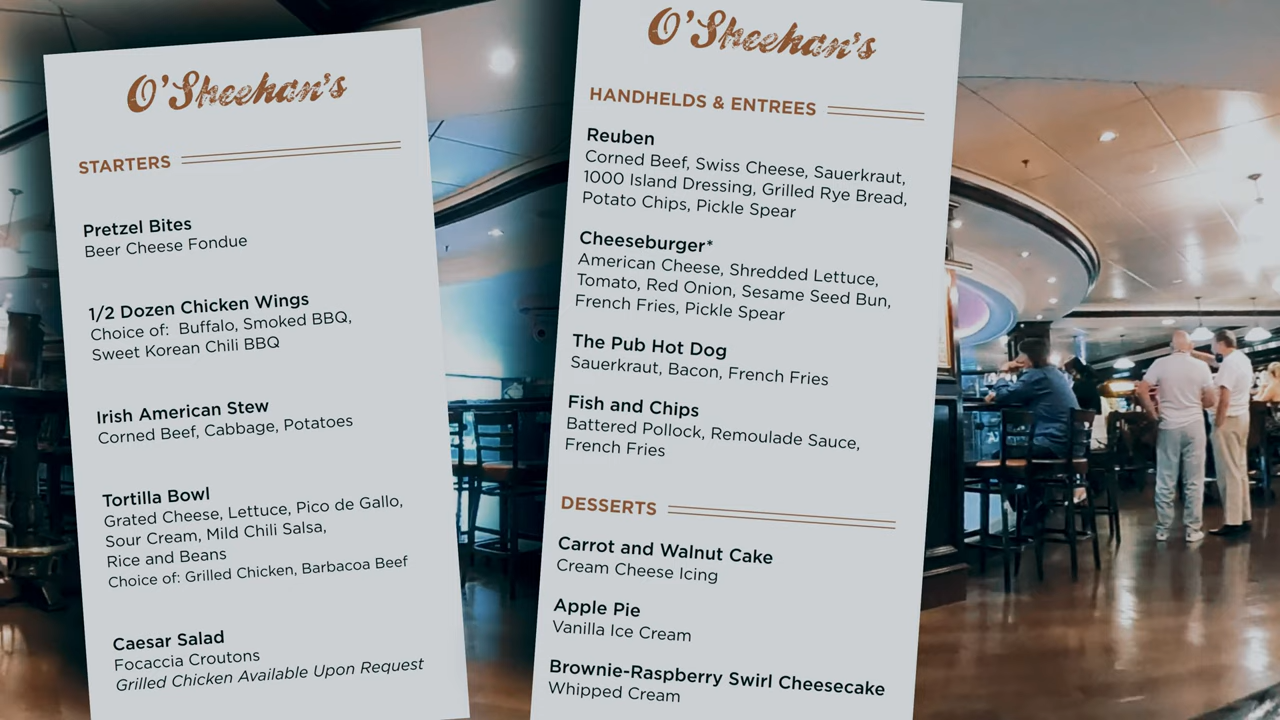 O'Sheehan's
STARTERS
Pretzel Bites
Beer Cheese Fondue
1/2 Dozen Chicken Wings
Choice of: Buffalo, Smoked BBQ,
Sweet Korean Chili BBQ
Irish American Stew
Corned Beef, Cabbage, Potatoes
Tortilla Bowl
Grated Cheese, Lettuce, Pico de Gallo,
Sour Cream, Mild Chili Salsa,
Rice and Beans
Choice of: Grilled Chicken, Barbacoa Beef
Caesar Salad
Focaccia Croutons
Grilled Chicken Available Upon Request
O'Sheehan's
HANDHELDS & ENTREES
Reuben
Corned Beef, Swiss Cheese, Sauerkraut,
1000 Island Dressing, Grilled Rye Bread,
Potato Chips, Pickle Spear
Cheeseburger*
American Cheese, Shredded Lettuce,
Tomato, Red Onion, Sesame Seed Bun,
French Fries, Pickle Spear
The Pub Hot Dog
Sauerkraut, Bacon, French Fries
Fish and Chips
Battered Pollock, Remoulade Sauce,
French Fries
DESSERTS
Carrot and Walnut Cake
Cream Cheese Icing
Apple Pie
Vanilla Ice Cream
Brownie-Raspberry Swirl Cheesecake
Whipped Cream